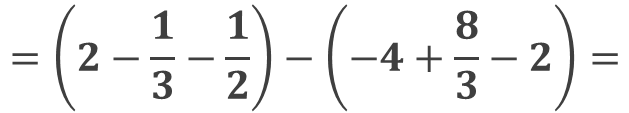 = (2 − 1/3 − 1/2) − (−4 + 8/3 − 2) =